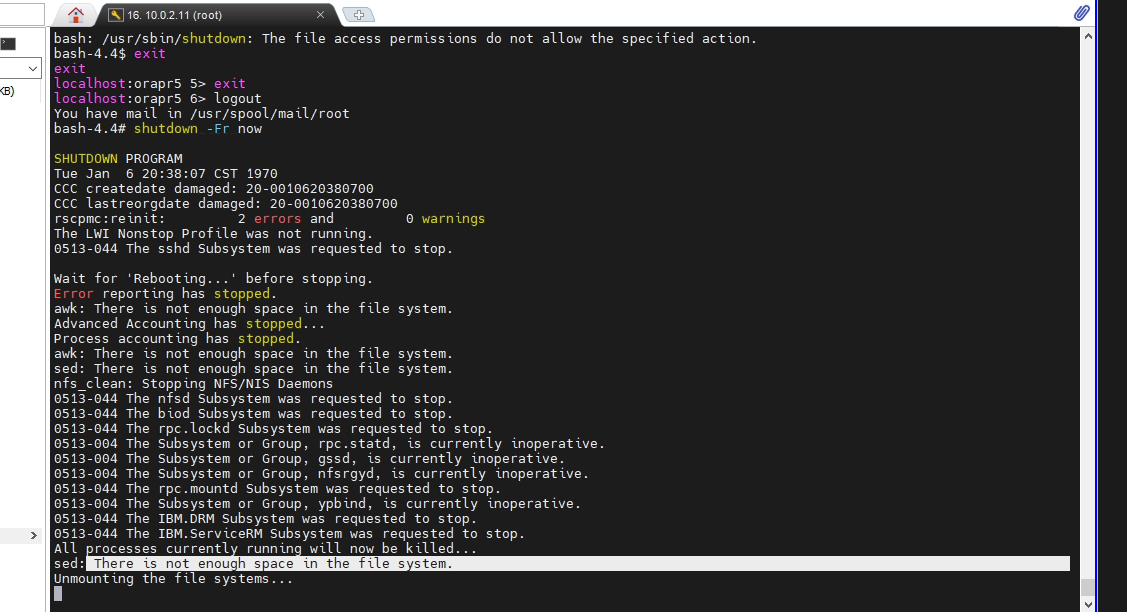 16. 10.0.2.11 (root)
KB)
bash: /usr/sbin/shutdown: The file access permissions do not allow the specified action.
bash-4.4$ exit
exit
localhost:orapr5 5> exit
localhost:orapr5 6> logout
You have mail in /usr/spool/mail/root
bash-4.4# shutdown -Fr now
SHUTDOWN PROGRAM
Tue Jan  6 20:38:07 CST 1970
CCC createdate damaged: 20-0010620380700
CCC lastreorgdate damaged: 20-0010620380700
rscpmc:reinit:         2 errors and         0 warnings
The LWI Nonstop Profile was not running.
0513-044 The sshd Subsystem was requested to stop.
Wait for 'Rebooting...' before stopping.
Error reporting has stopped.
awk: There is not enough space in the file system.
Advanced Accounting has stopped...
Process accounting has stopped.
awk: There is not enough space in the file system.
sed: There is not enough space in the file system.
nfs_clean: Stopping NFS/NIS Daemons
0513-044 The nfsd Subsystem was requested to stop.
0513-044 The biod Subsystem was requested to stop.
0513-044 The rpc.lockd Subsystem was requested to stop.
0513-004 The Subsystem or Group, rpc.statd, is currently inoperative.
0513-004 The Subsystem or Group, gssd, is currently inoperative.
0513-004 The Subsystem or Group, nfsrgyd, is currently inoperative.
0513-044 The rpc.mountd Subsystem was requested to stop.
0513-004 The Subsystem or Group, ypbind, is currently inoperative.
0513-044 The IBM.DRM Subsystem was requested to stop.
0513-044 The IBM.ServiceRM Subsystem was requested to stop.
All processes currently running will now be killed...
sed: There is not enough space in the file system.
Unmounting the file systems...